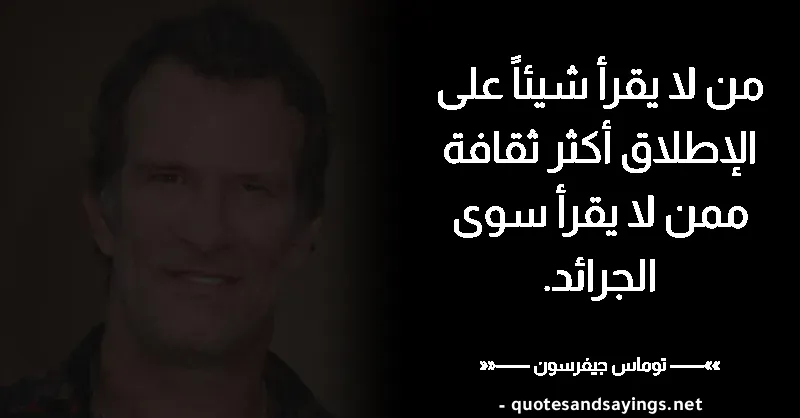 من لا يقرأ شيئاً على
الإطلاق أكثر ثقافة
ممن لا يقرأ سوى
الجرائد.
»»—— توماس جيفرسون ——««
- quotesandsayings.net